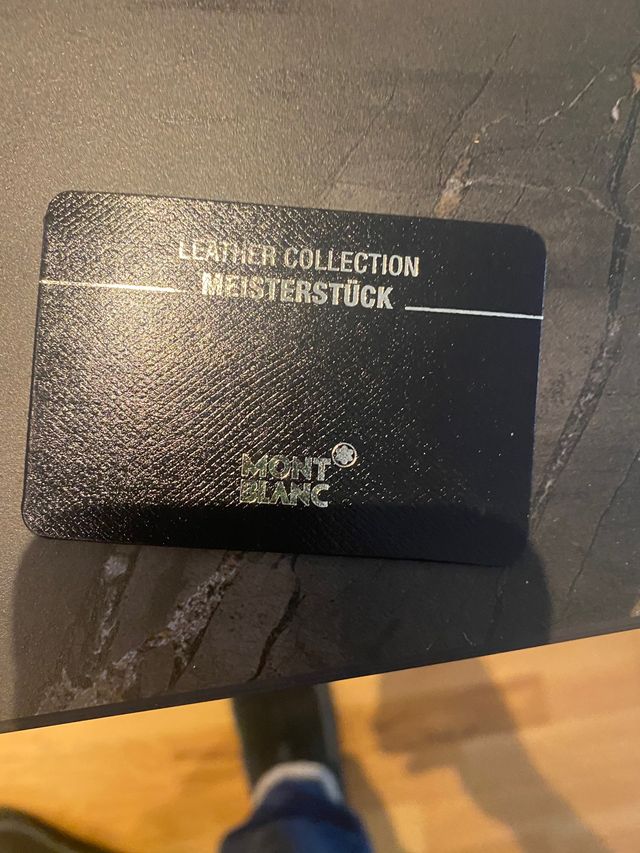 LEATHER COLLECTION
MEISTERSTÜCK
MONT
BLANC